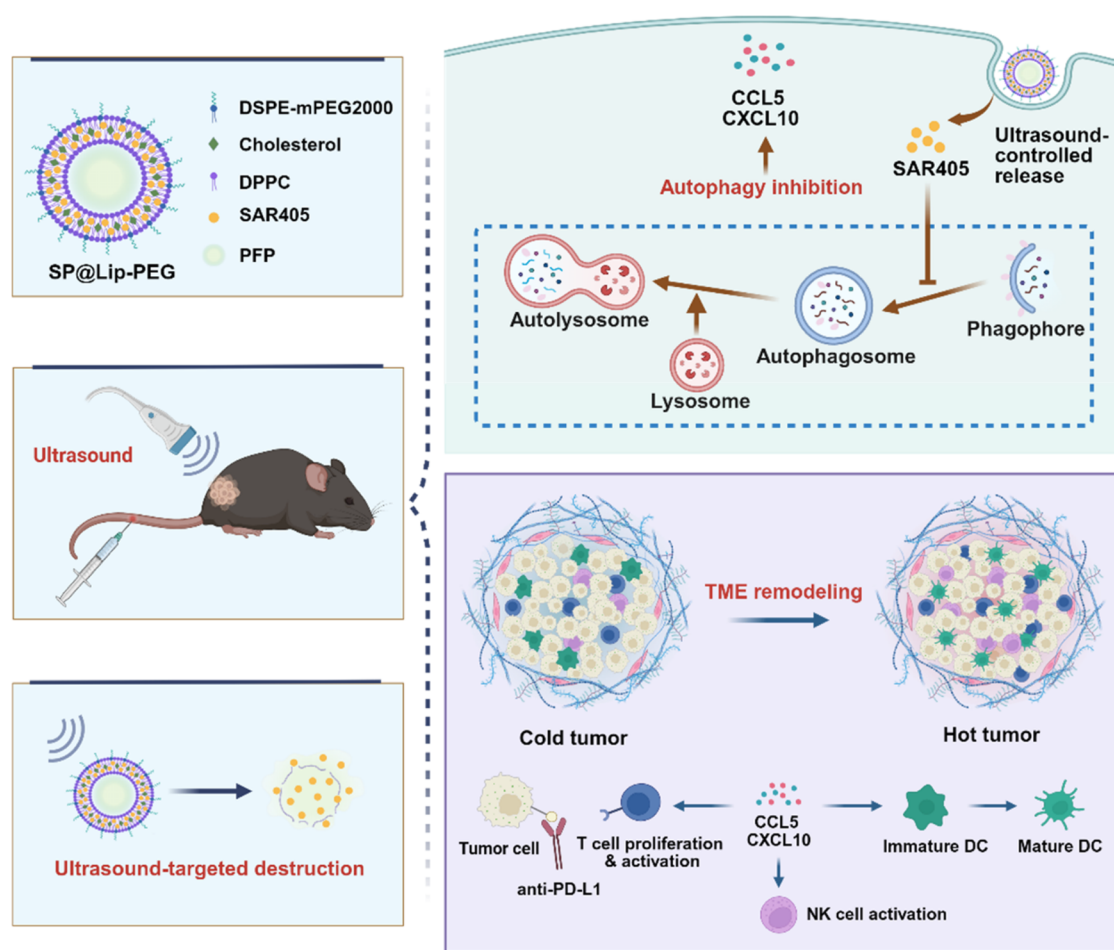 DSPE-mPEG2000
Cholesterol
DPPC
SAR405
PFP
SP@Lip-PEG
Ultrasound
Ultrasound-targeted destruction
CCL5
CXCL10
Autophagy inhibition
SAR405
Ultrasound-
controlled
release
Autolysosome
Autophagosome
Phagophore
Lysosome
TME remodeling
Cold tumor
Hot tumor
Tumor cell
anti-PD-L1
T cell proliferation
& activation
CCL5
CXCL10
Immature DC
Mature DC
NK cell activation